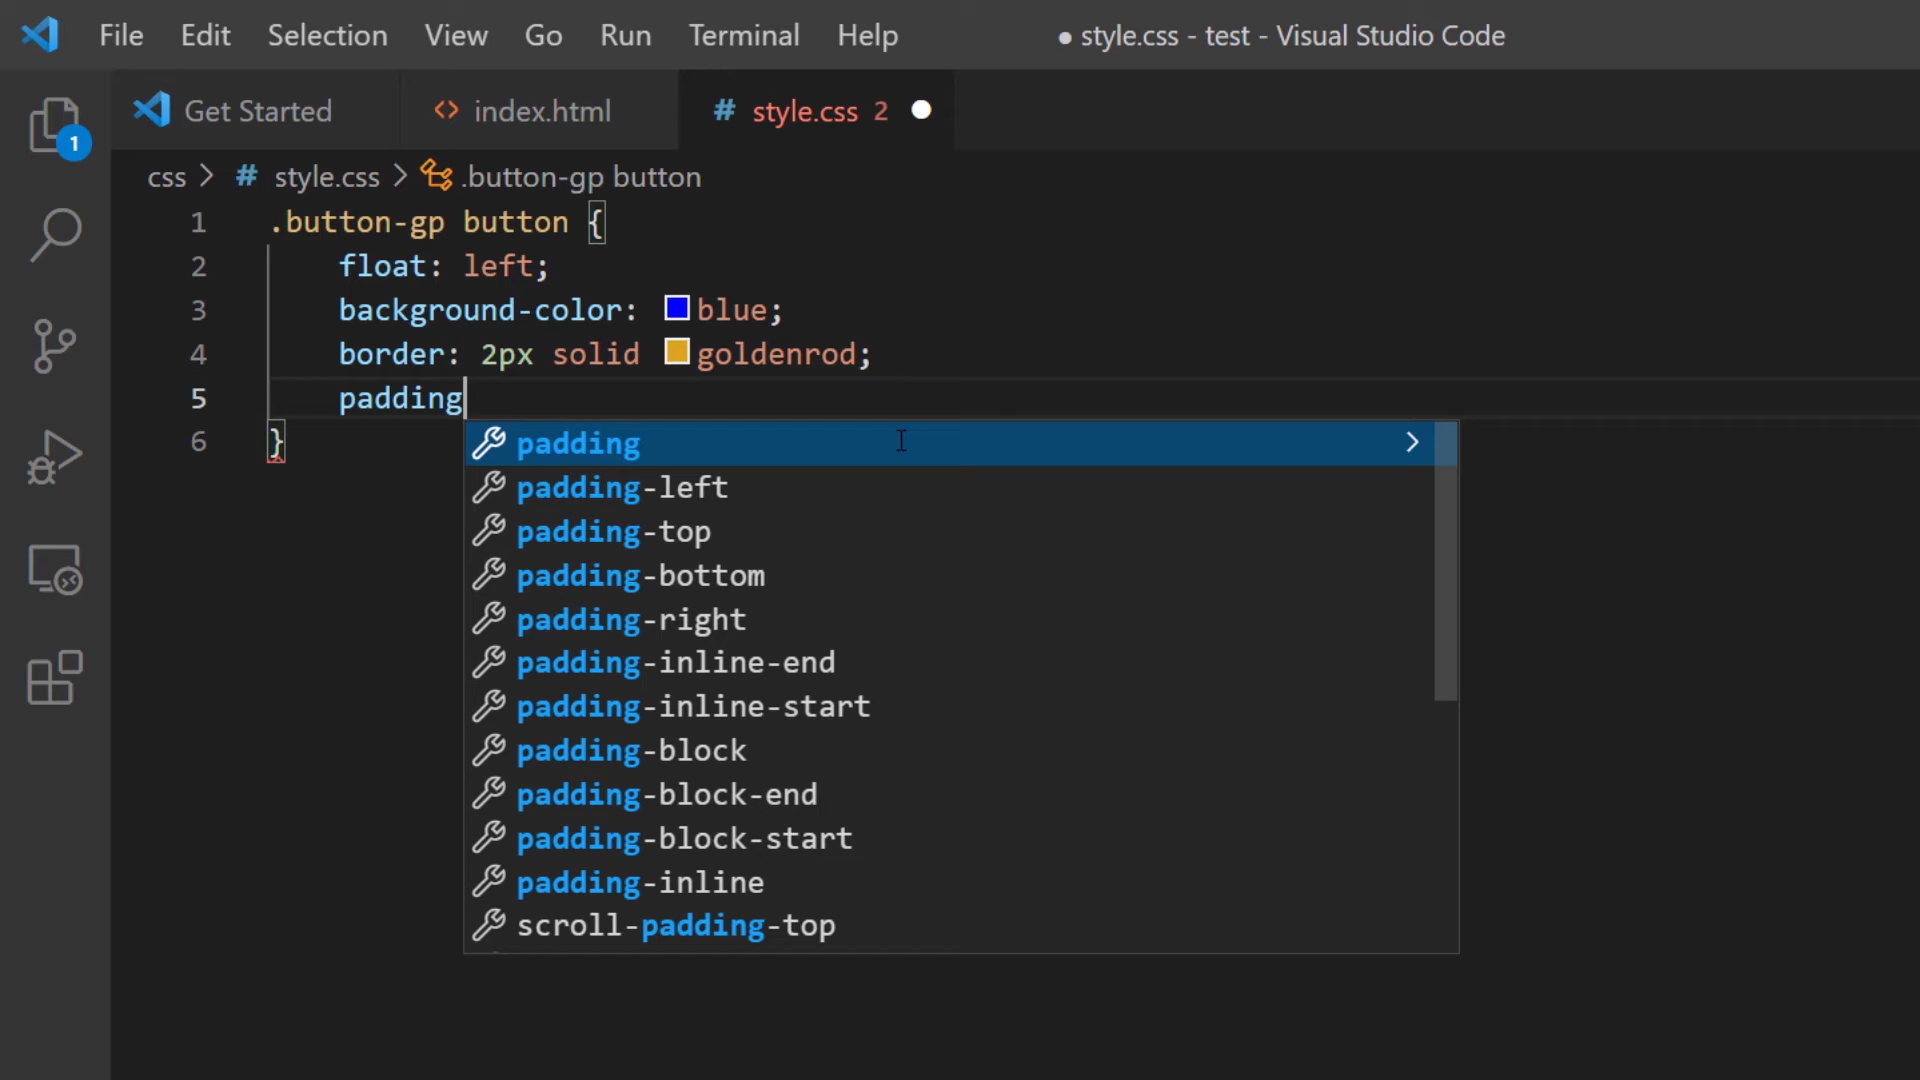 File Edit Selection View Go Run Terminal Help ● style.css - test - Visual Studio Code
Get Started index.html # style.css 2
css > # style.css > .button-gp button
1 .button-gp button {
2 float: left;
3 background-color: blue;
4 border: 2px solid goldenrod;
5 padding
6 }
padding
padding-left
padding-top
padding-bottom
padding-right
padding-inline-end
padding-inline-start
padding-block
padding-block-end
padding-block-start
padding-inline
scroll-padding-top
1